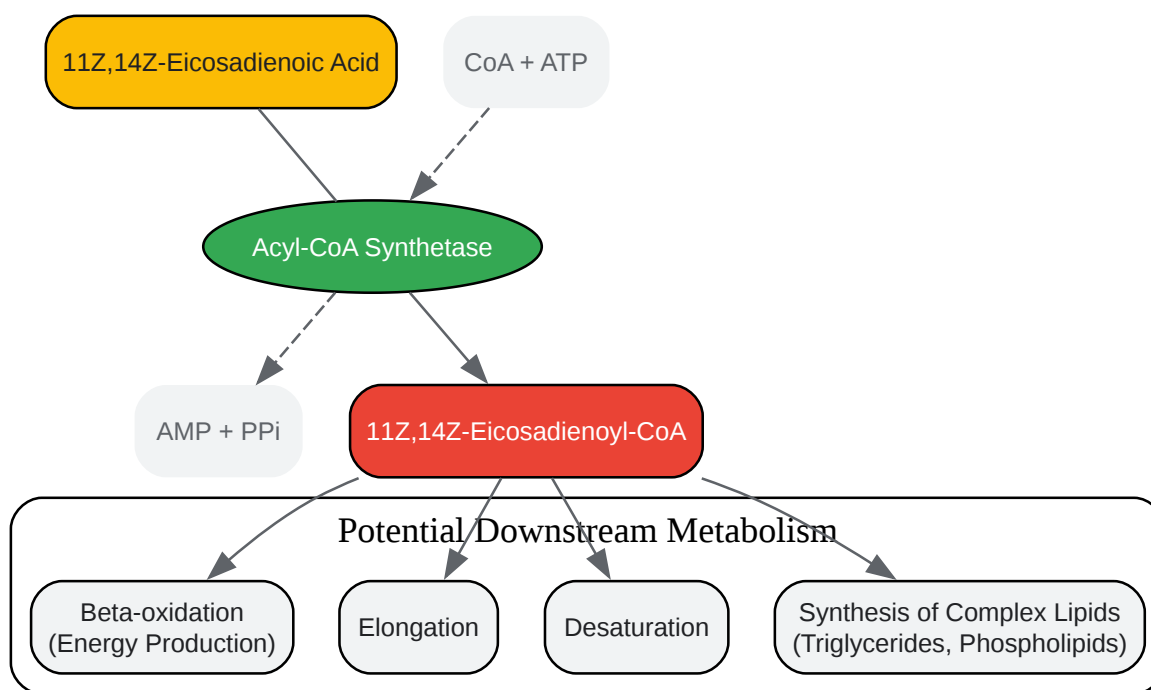 11Z,14Z-Eicosadienoic Acid
CoA + ATP
Acyl-CoA Synthetase
AMP + PPi
11Z,14Z-Eicosadienoyl-CoA
Potential Downstream Metabolism
Beta-oxidation
(Energy Production)
Elongation
Desaturation
Synthesis of Complex Lipids
(Triglycerides, Phospholipids)